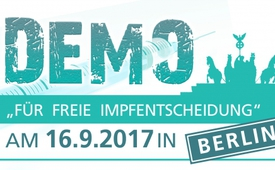 DEMO
„FÜR FREIE IMPFENTSCHEIDUNG“
AM 16.9.2017 IN BERLIN